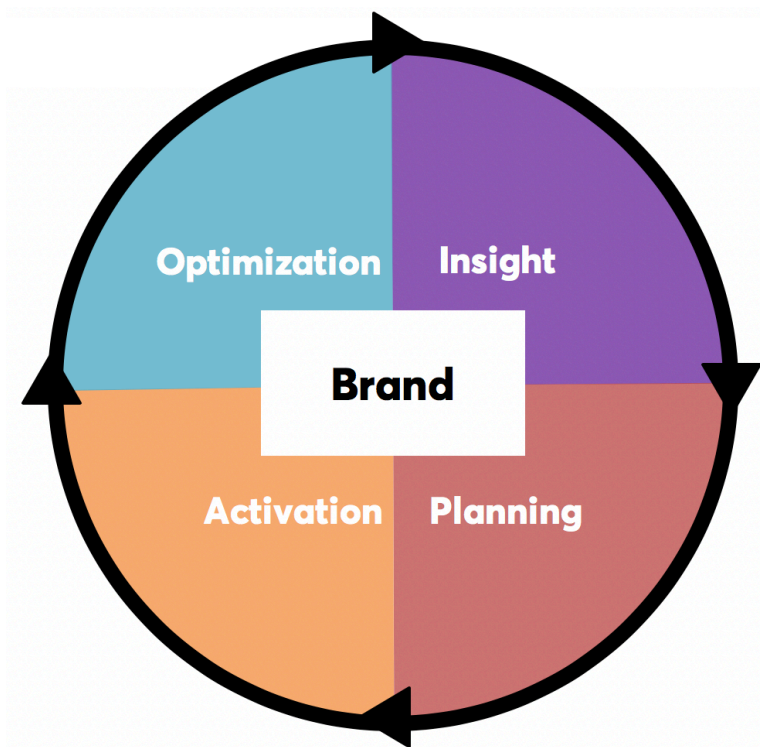 Optimization
Insight
Brand
Activation
Planning